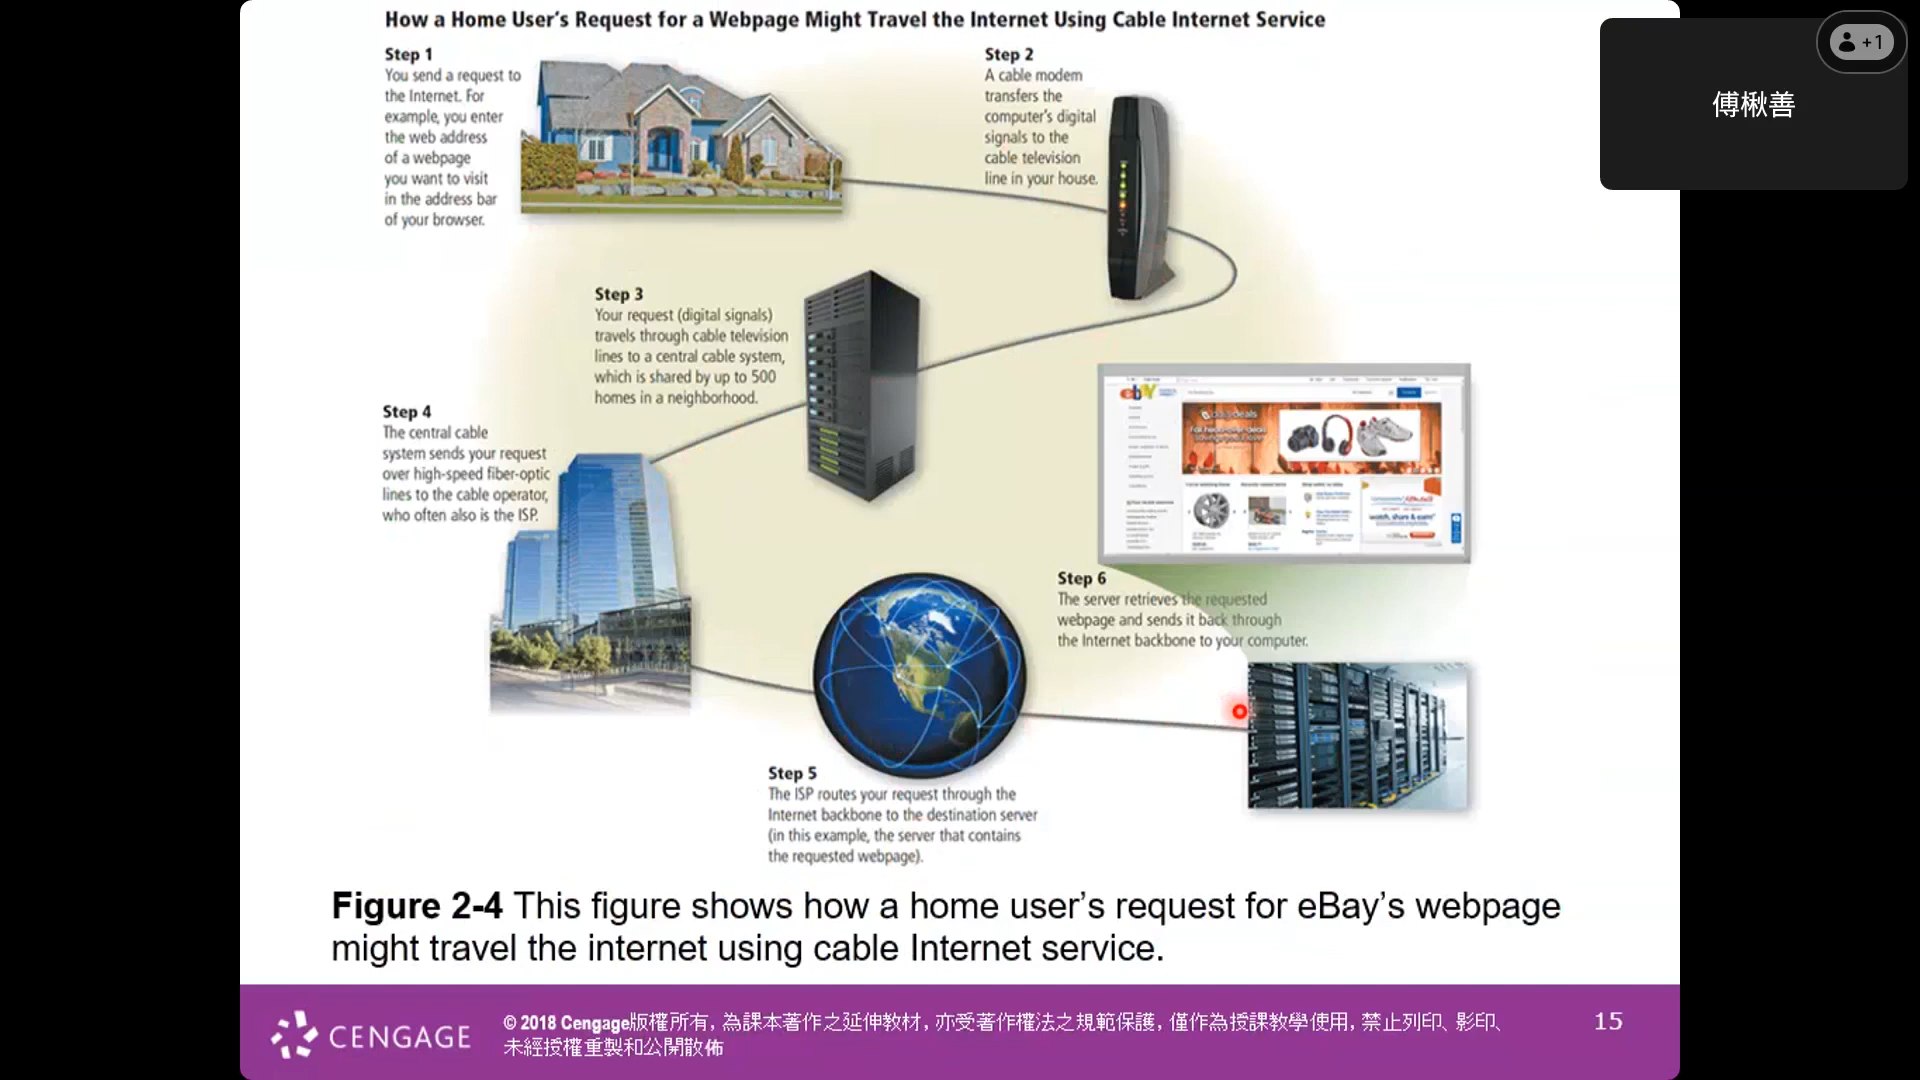 How a Home User's Request for a Webpage Might Travel the Internet Using Cable Internet Service
Step 1
You send a request to
the Internet. For
example, you enter
the web address
of a webpage
you want to visit
in the address bar
of your browser.
Step 2
A cable modem
transfers the
computer's digital
signals to the
cable television
line in your house.
+1
傅楸善
Step 3
Your request (digital signals)
travels through cable television
lines to a central cable system,
which is shared by up to 500
homes in a neighborhood.
Step 4
The central cable
system sends your request
over high-speed fiber-optic
lines to the cable operator,
who often also is the ISP.
ebay
deals
watch, share & earn
Step 6
The server retrieves the requested
webpage and sends it back through
the Internet backbone to your computer.
Step 5
The ISP routes your request through the
Internet backbone to the destination server
(in this example, the server that contains
the requested webpage).
Figure 2-4 This figure shows how a home user's request for eBay's webpage
might travel the internet using cable Internet service.
CENGAGE
© 2018 Cengage版權所有, 為課本著作之延伸教材, 亦受著作權法之規範保護, 僅作為授課教學使用, 禁止列印、影印、
未經授權重製和公開散佈
15